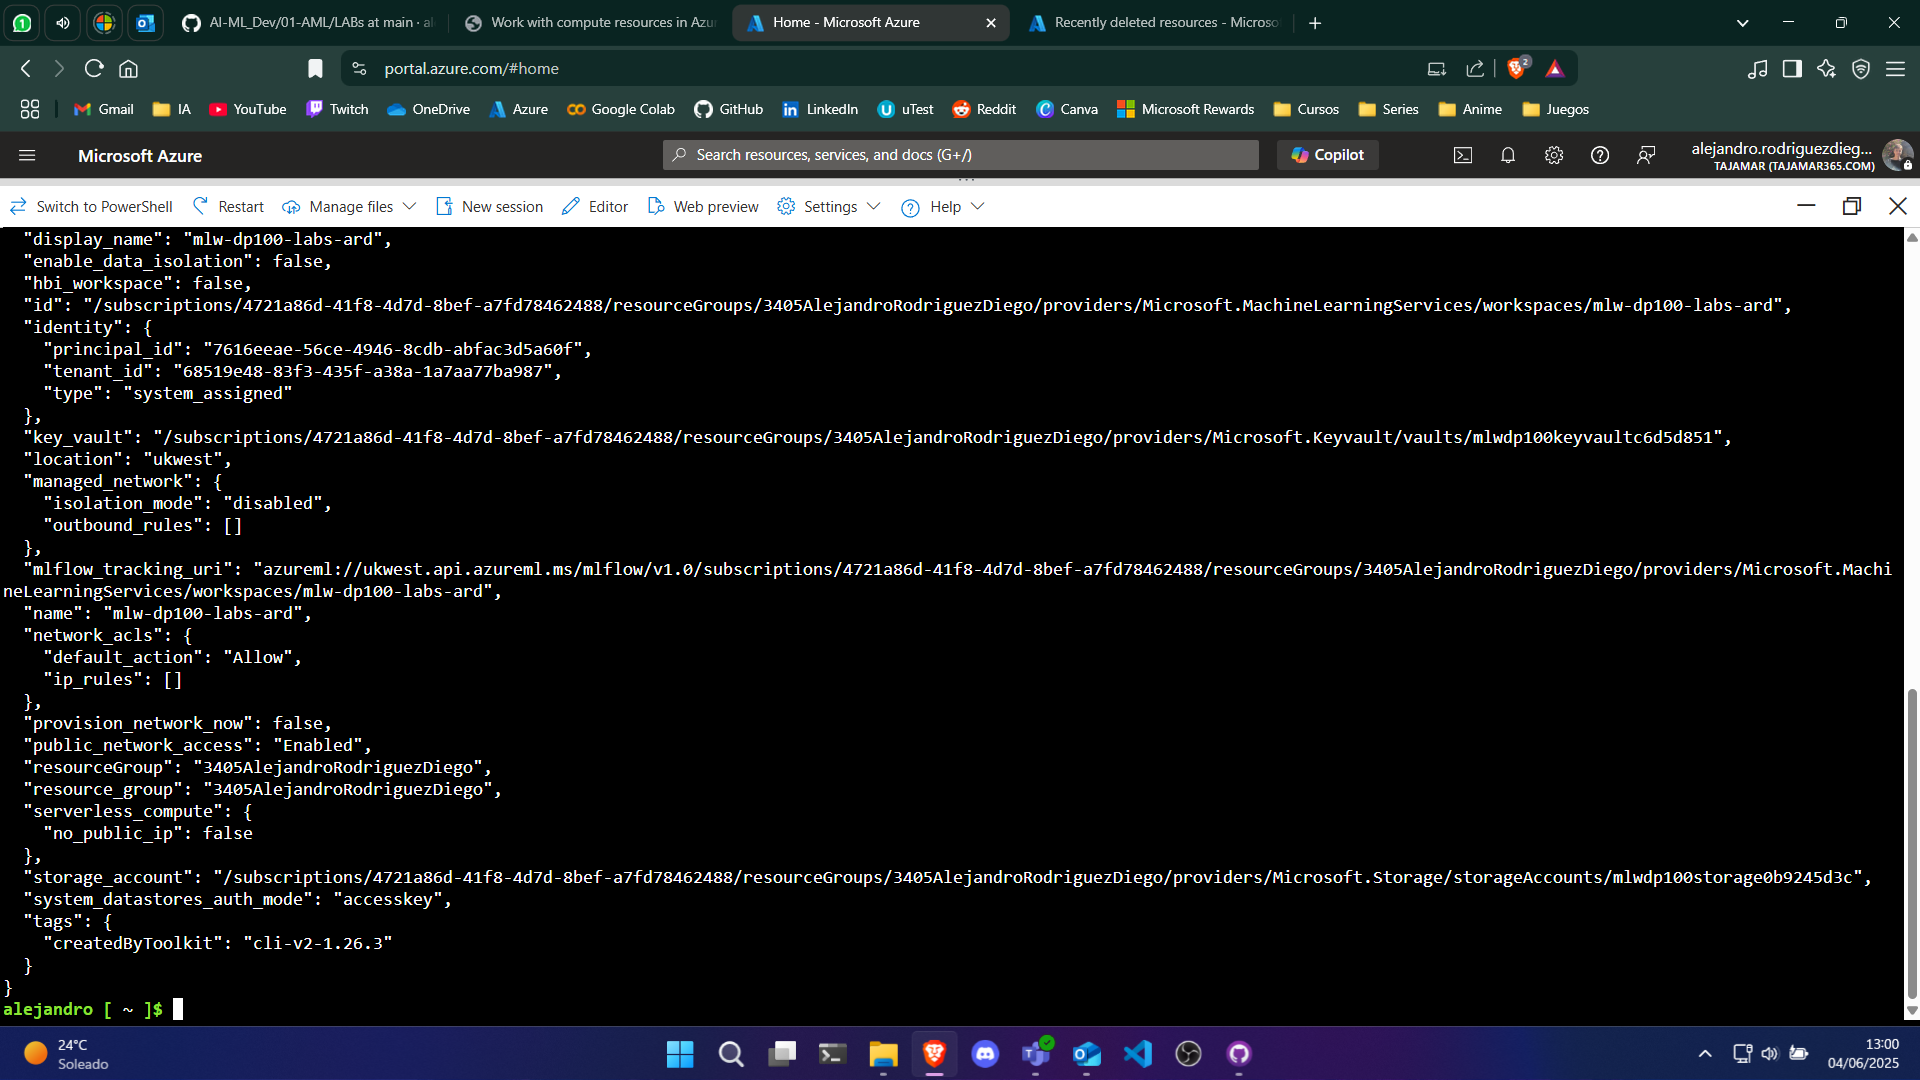 AI-ML_Dev/01-AML/LABs at main · al
Work with compute resources in Azur
Home - Microsoft Azure
Recently deleted resources - Microso
portal.azure.com/#home
2
Gmail
IA
YouTube
Twitch
OneDrive
Azure
Google Colab
GitHub
LinkedIn
uTest
Reddit
Canva
Microsoft Rewards
Cursos
Series
Anime
Juegos
Microsoft Azure
Search resources, services, and docs (G+/)
Copilot
alejandro.rodriguezdieg...
TAJAMAR (TAJAMAR365.COM)
Switch to PowerShell
Restart
Manage files
New session
Editor
Web preview
Settings
Help
"display_name": "mlw-dp100-labs-ard",
"enable_data_isolation": false,
"hbi_workspace": false,
"id": "/subscriptions/4721a86d-41f8-4d7d-8bef-a7fd78462488/resourceGroups/3405AlejandroRodriguezDiego/providers/Microsoft.MachineLearningServices/workspaces/mlw-dp100-labs-ard",
"identity": {
"principal_id": "7616eeae-56ce-4946-8cdb-abfac3d5a60f",
"tenant_id": "68519e48-83f3-435f-a38a-1a7aa77ba987",
"type": "system_assigned"
},
"key_vault": "/subscriptions/4721a86d-41f8-4d7d-8bef-a7fd78462488/resourceGroups/3405AlejandroRodriguezDiego/providers/Microsoft.Keyvault/vaults/mlwdp100keyvaultc6d5d851",
"location": "ukwest",
"managed_network": {
"isolation_mode": "disabled",
"outbound_rules": []
},
"mlflow_tracking_uri": "azureml://ukwest.api.azureml.ms/mlflow/v1.0/subscriptions/4721a86d-41f8-4d7d-8bef-a7fd78462488/resourceGroups/3405AlejandroRodriguezDiego/providers/Microsoft.Machi
neLearningServices/workspaces/mlw-dp100-labs-ard",
"name": "mlw-dp100-labs-ard",
"network_acls": {
"default_action": "Allow",
"ip_rules": []
},
"provision_network_now": false,
"public_network_access": "Enabled",
"resourceGroup": "3405AlejandroRodriguezDiego",
"resource_group": "3405AlejandroRodriguezDiego",
"serverless_compute": {
"no_public_ip": false
},
"storage_account": "/subscriptions/4721a86d-41f8-4d7d-8bef-a7fd78462488/resourceGroups/3405AlejandroRodriguezDiego/providers/Microsoft.Storage/storageAccounts/mlwdp100storage0b9245d3c",
"system_datastores_auth_mode": "accesskey",
"tags": {
"createdByToolkit": "cli-v2-1.26.3"
}
}
alejandro [ ~ ]$
24°C
Soleado
13:00
04/06/2025